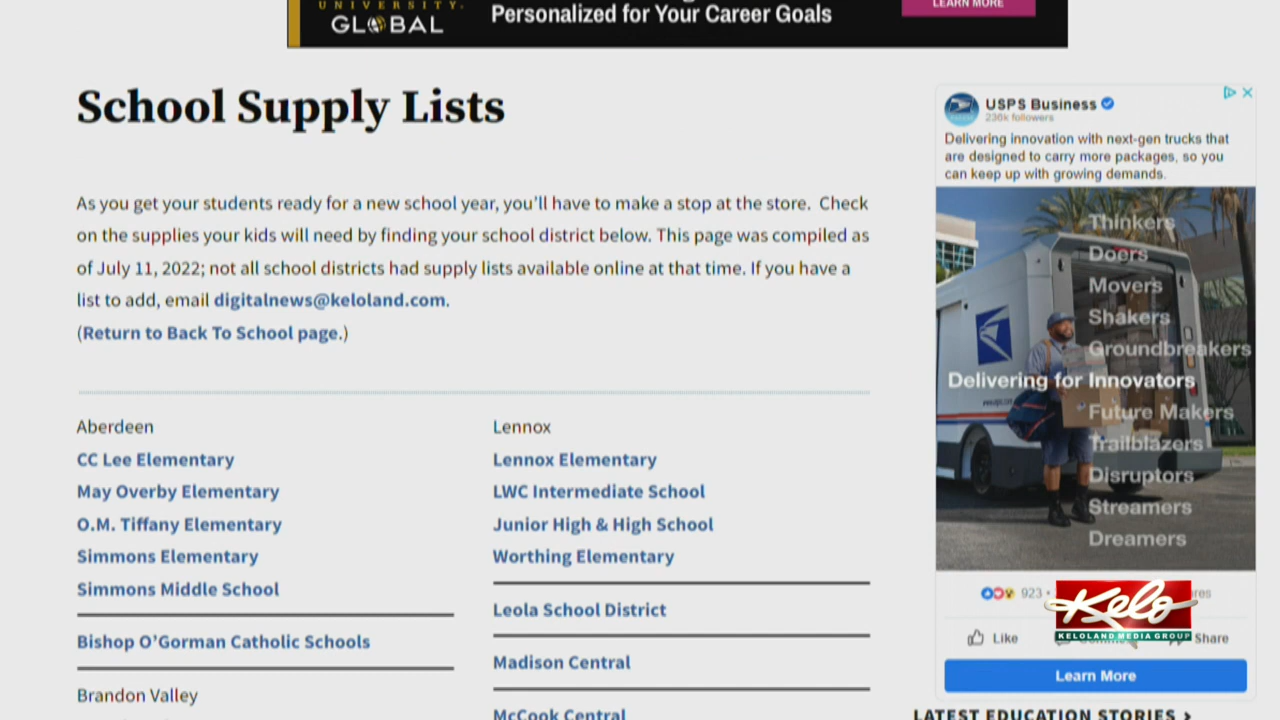 UNIVERSITY
GLOBAL
Personalized for Your Career Goals
LEARN MORE
School Supply Lists
As you get your students ready for a new school year, you'll have to make a stop at the store. Check
on the supplies your kids will need by finding your school district below. This page was compiled as
of July 11, 2022; not all school districts had supply lists available online at that time. If you have a
list to add, email digitalnews@keloland.com.
(Return to Back To School page.)
Aberdeen
CC Lee Elementary
May Overby Elementary
O.M. Tiffany Elementary
Simmons Elementary
Simmons Middle School
Bishop O'Gorman Catholic Schools
Brandon Valley
Lennox
Lennox Elementary
LWC Intermediate School
Junior High & High School
Worthing Elementary
Leola School District
Madison Central
McCook Central
USPS Business
236k followers
Delivering innovation with next-gen trucks that
are designed to carry more packages, so you
can keep up with growing demands.
Thinkers
Doers
Movers
Shakers
Groundbreakers
Delivering for Innovators
Future Makers
Trailblazers
Disruptors
Streamers
Dreamers
923
Kelo
KELOLAND MEDIA GROUP
Like
Share
Learn More
LATEST EDUCATION STORIES ›